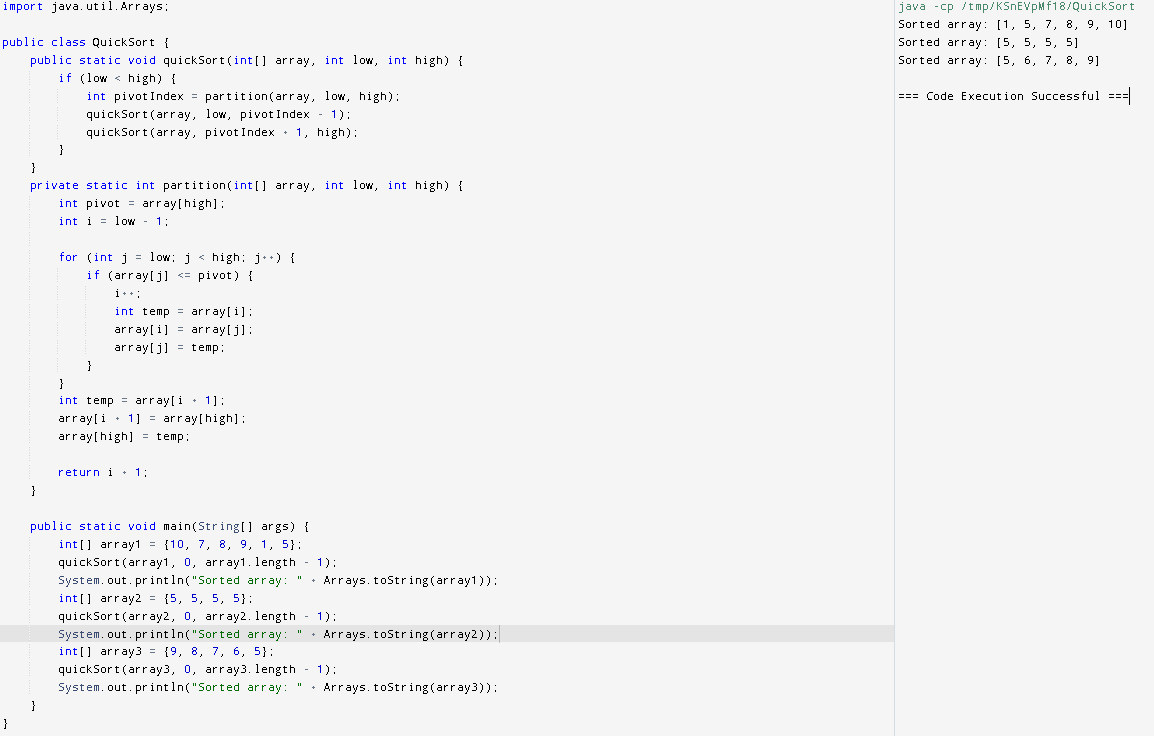 import java.util.Arrays;
public class QuickSort {
public static void quickSort(int[] array, int low, int high) {
if (low < high) {
int pivotIndex = partition(array, low, high);
quickSort(array, low, pivotIndex - 1);
quickSort(array, pivotIndex + 1, high);
}
}
private static int partition(int[] array, int low, int high) {
int pivot = array[high];
int i = low - 1;
for (int j = low; j < high; j++) {
if (array[j] <= pivot) {
i++;
int temp = array[i];
array[i] = array[j];
array[j] = temp;
}
}
int temp = array[i + 1];
array[i + 1] = array[high];
array[high] = temp;
return i + 1;
}
public static void main(String[] args) {
int[] array1 = {10, 7, 8, 9, 1, 5};
quickSort(array1, 0, array1.length - 1);
System.out.println("Sorted array: " + Arrays.toString(array1));
int[] array2 = {5, 5, 5, 5};
quickSort(array2, 0, array2.length - 1);
System.out.println("Sorted array: " + Arrays.toString(array2));
int[] array3 = {9, 8, 7, 6, 5};
quickSort(array3, 0, array3.length - 1);
System.out.println("Sorted array: " + Arrays.toString(array3));
}
}
java -cp /tmp/KSnEVpMf18/QuickSort
Sorted array: [1, 5, 7, 8, 9, 10]
Sorted array: [5, 5, 5, 5]
Sorted array: [5, 6, 7, 8, 9]
=== Code Execution Successful ===